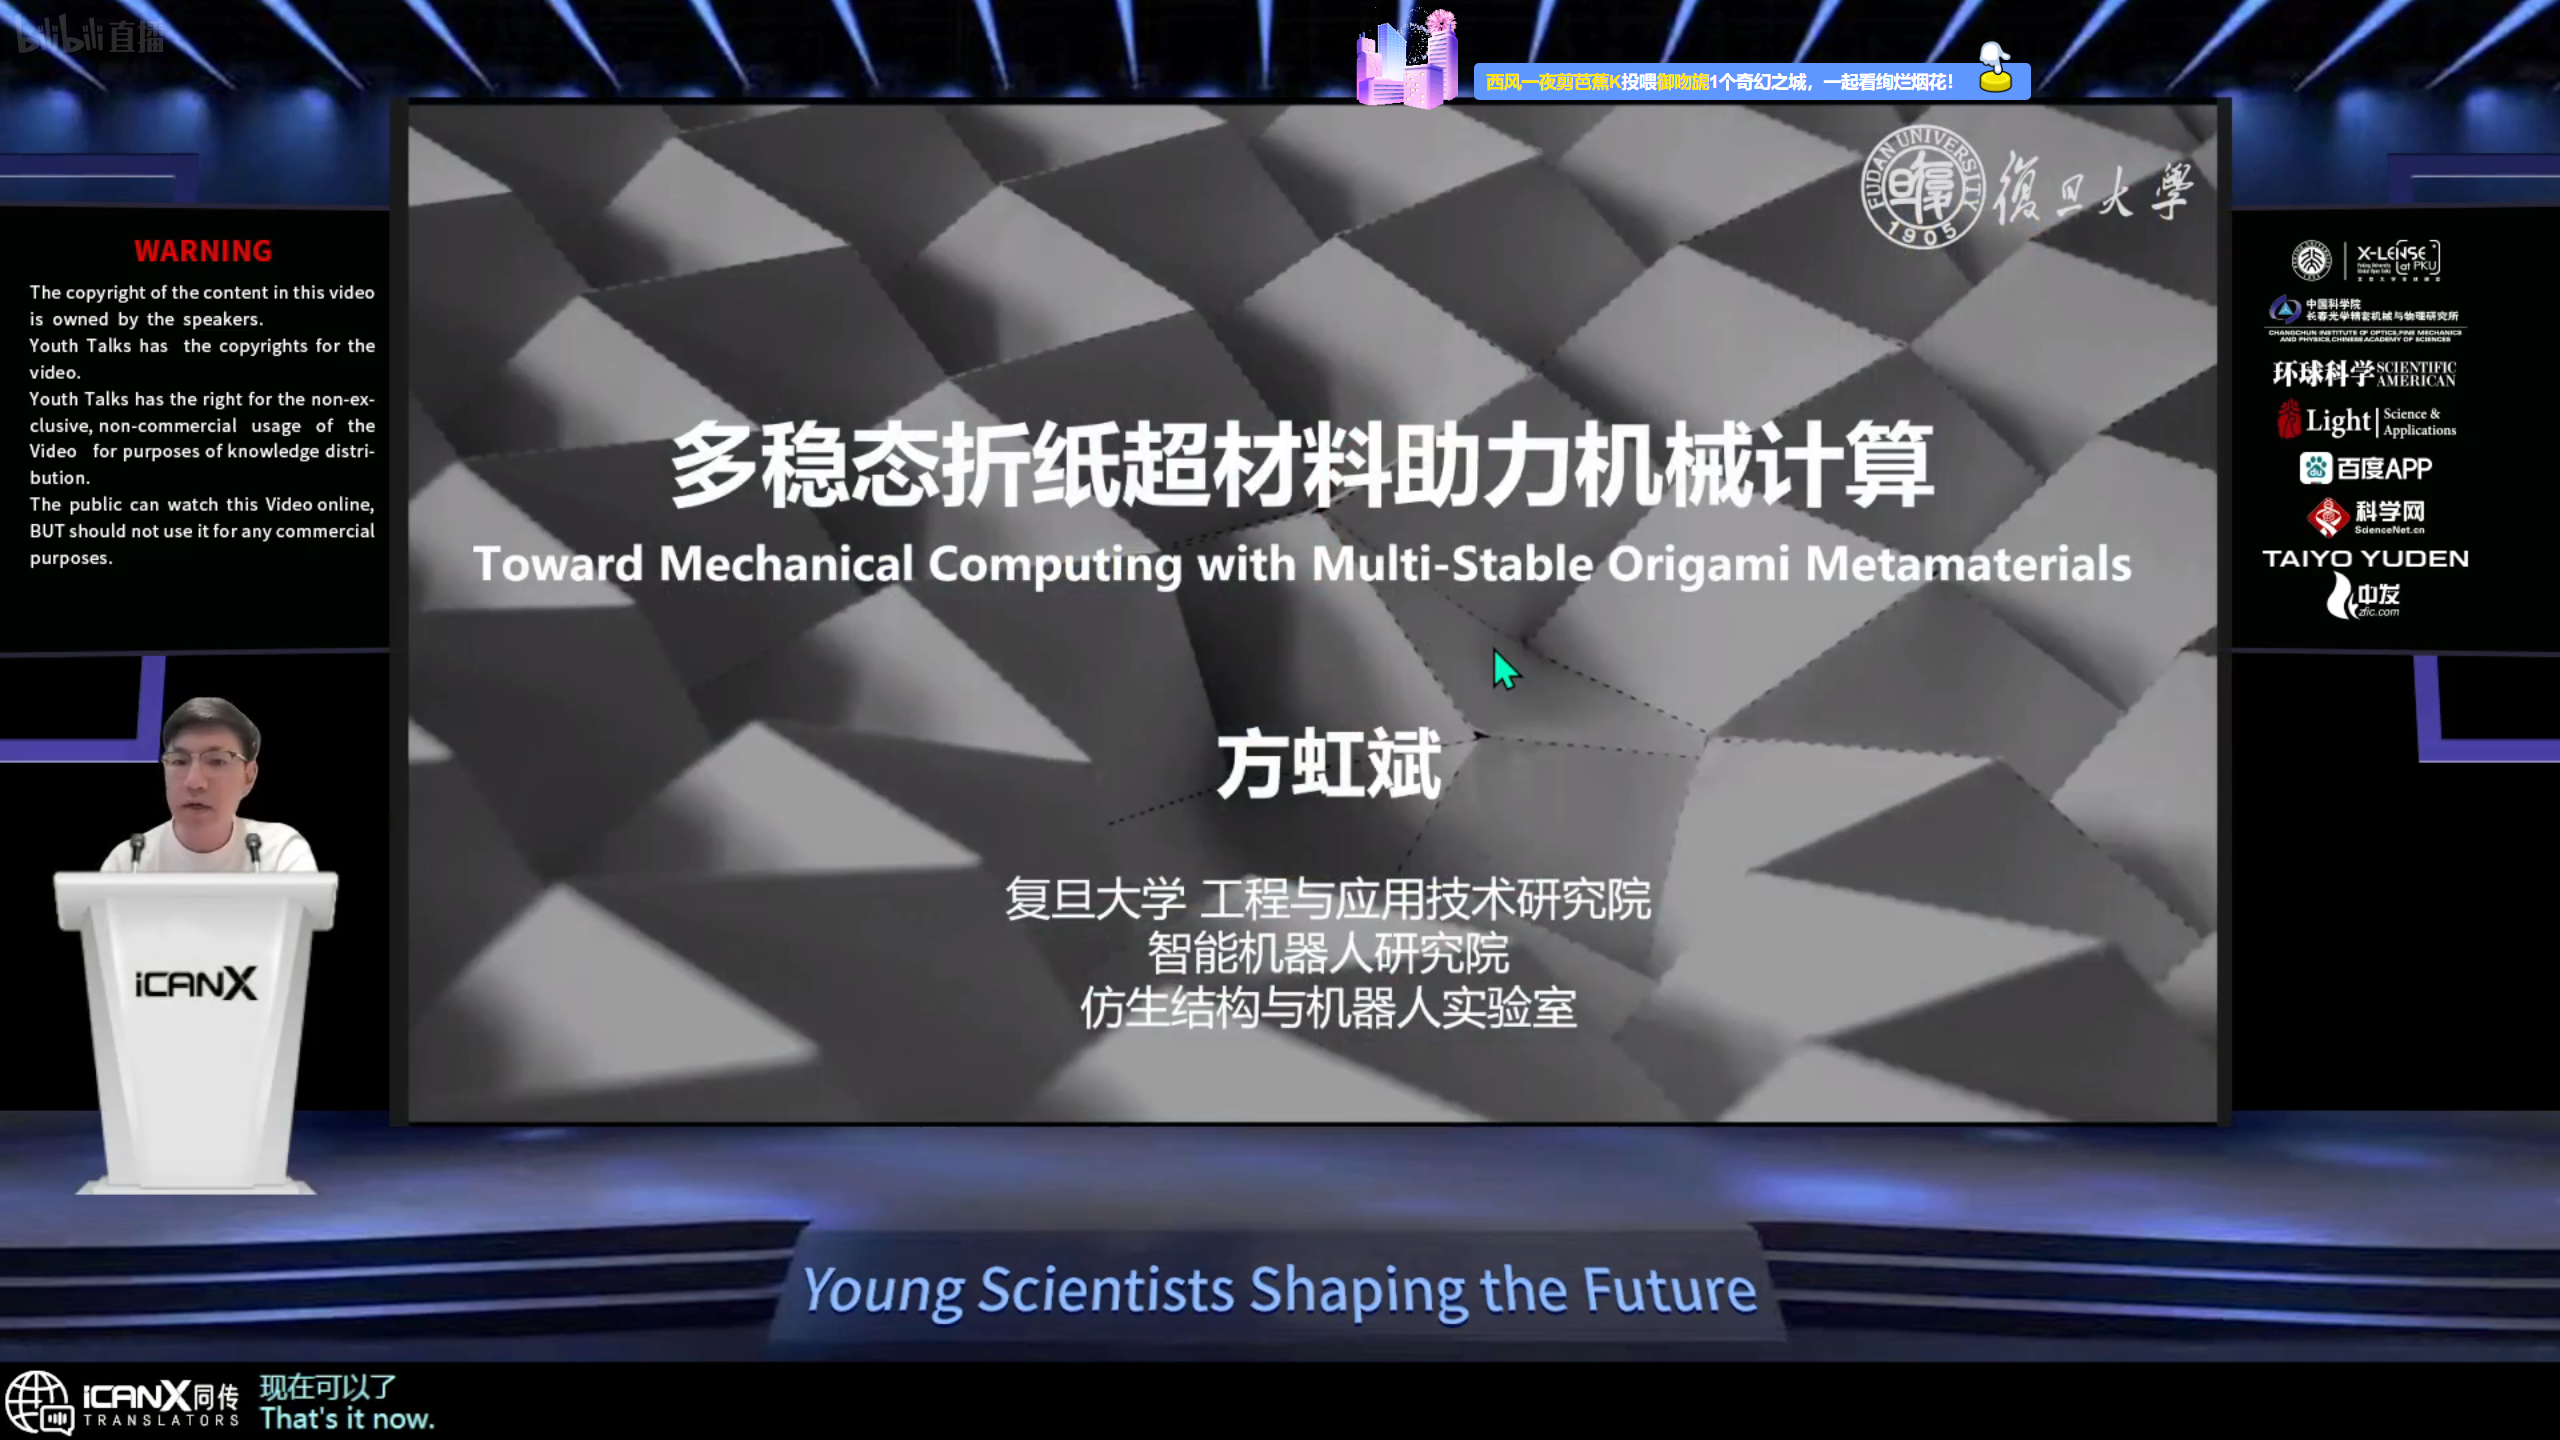 bilibili直播
西风一夜剪芭蕉K投喂御吻旎1个奇幻之城，一起看绚烂烟花！
FUDAN UNIVERSITY
1905
復旦大學
WARNING
The copyright of the content in this video
is owned by the speakers.
Youth Talks has the copyrights for the
video.
Youth Talks has the right for the non-ex-
clusive, non-commercial usage of the
Video for purposes of knowledge distri-
bution.
The public can watch this Video online,
BUT should not use it for any commercial
purposes.
多稳态折纸超材料助力机械计算
Toward Mechanical Computing with Multi-Stable Origami Metamaterials
方虹斌
复旦大学 工程与应用技术研究院
智能机器人研究院
仿生结构与机器人实验室
X-LENSE
at PKU
中国科学院
长春光学精密机械与物理研究所
CHANGCHUN INSTITUTE OF OPTICS,FINE MECHANICS
AND PHYSICS,CHINESE ACADEMY OF SCIENCES
环球科学 SCIENTIFIC AMERICAN
Light Science & Applications
du 百度APP
科学网
ScienceNet.cn
TAIYO YUDEN
中发
zfic.com
iCANX
Young Scientists Shaping the Future
iCANX同传
TRANSLATORS
现在可以了
That's it now.